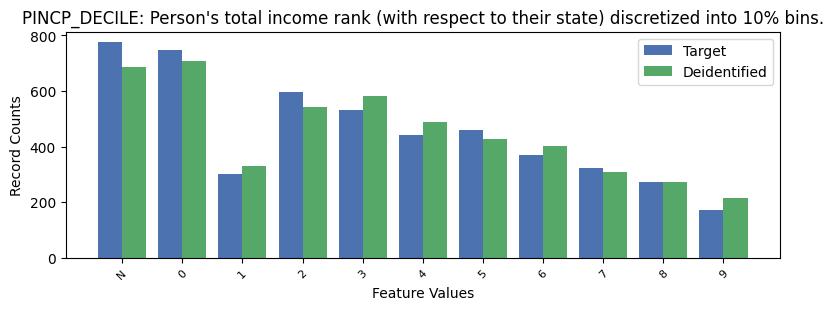 PINCP_DECILE: Person's total income rank (with respect to their state) discretized into 10% bins.
800
600
400
200
0
Record Counts
Target
Deidentified
N 0 1 2 3 4 5 6 7 8 9
Feature Values